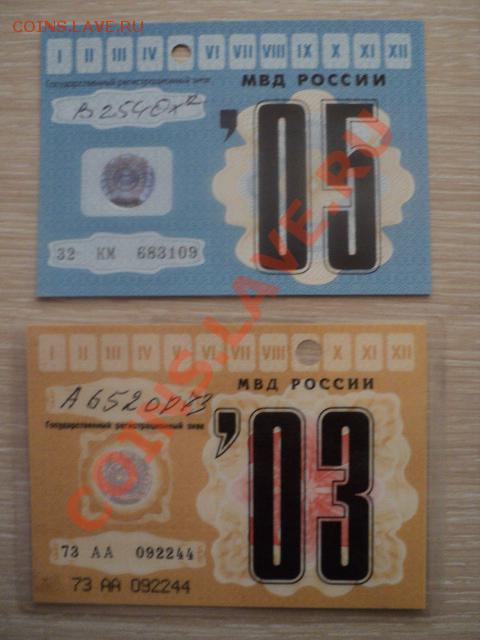 COINS.LAVE.RU
I II III IV VI VII VIII IX X XI XII
МВД РОССИИ
Государственный регистрационный знак
'05
32 КМ 683109
I II III IV V VI VII VIII X XI XII
МВД РОССИИ
Государственный регистрационный знак
'03
73 АА 092244
73 АА 092244
COINS.LAVE.RU